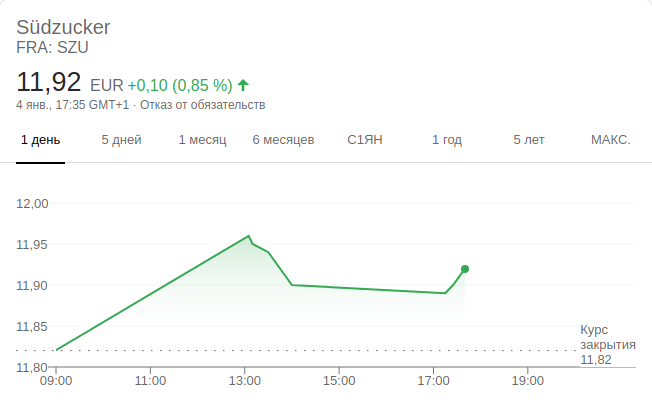 Südzucker
FRA: SZU
11,92 EUR +0,10 (0,85 %)
4 янв., 17:35 GMT+1 · Отказ от обязательств
1 день 5 дней 1 месяц 6 месяцев С1ЯН 1 год 5 лет МАКС.
12,00
11,95
11,90
11,85
11,80
Курс
закрытия
11,82
09:00 11:00 13:00 15:00 17:00 19:00